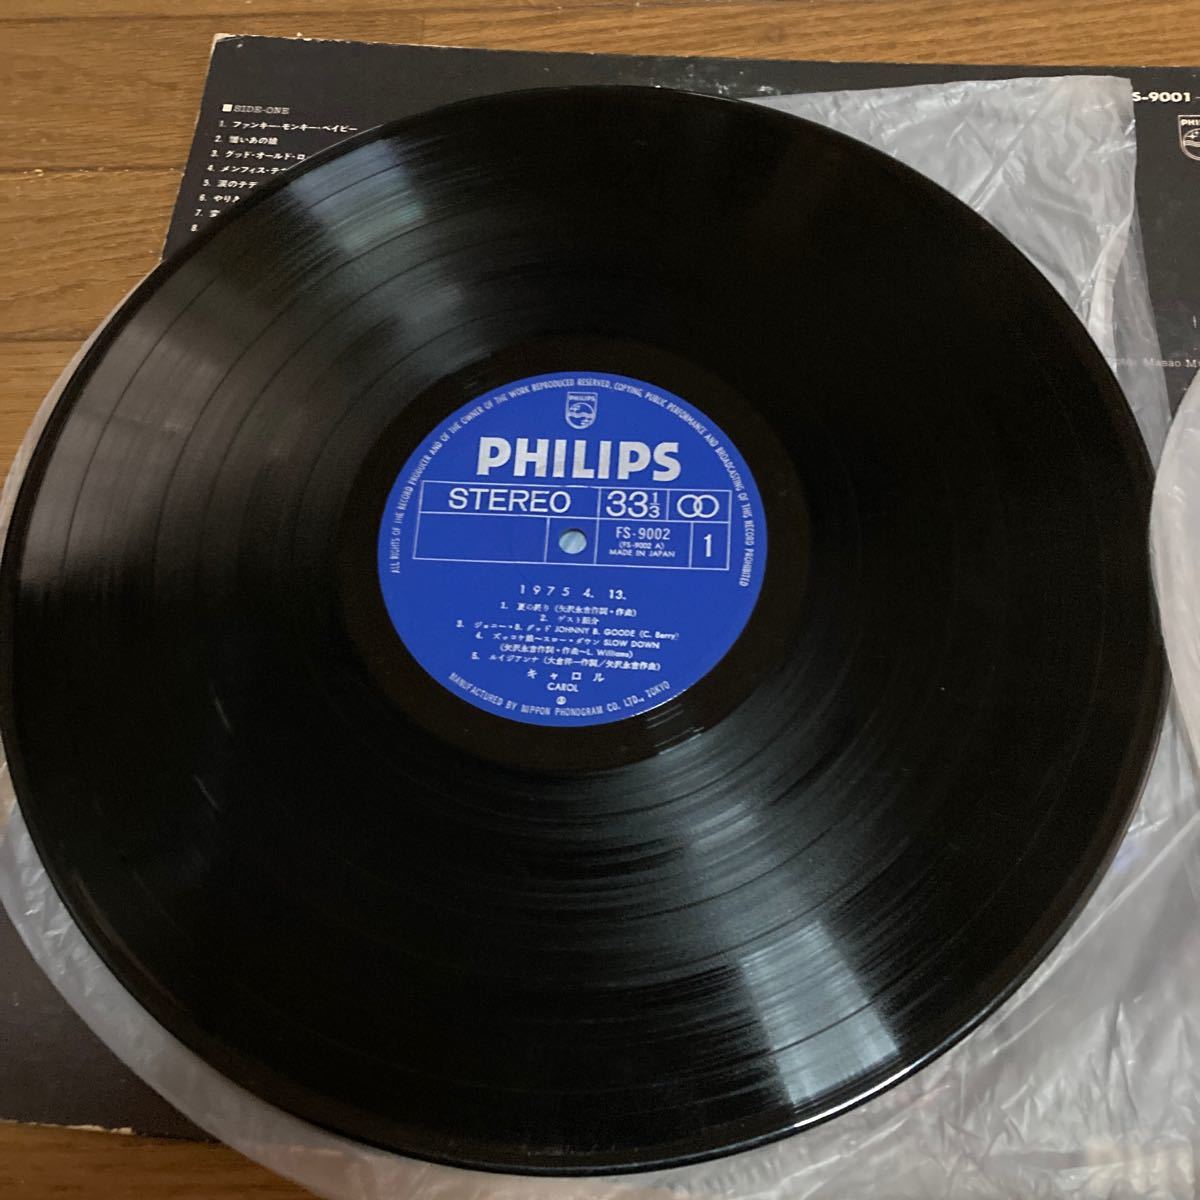 ■SIDE-ONE
1. ファンキー・モンキー・ベイビー
2. 憎いあの娘
3. グッド・オールド・ロ
4. メンフィス・テ
5. 涙のテデ
6. やりき
7. 変
8.
S-9001
PHILIPS
Masao M
ALL RIGHTS OF THE RECORD PRODUCER AND OF THE OWNER OF THE WORK REPRODUCED RESERVED, COPYING, PUBLIC PERFORMANCE AND BROADCASTING OF THIS RECORD PROHIBITED
PHILIPS
PHILIPS
STEREO 33 1/3
FS-9002
(FS-9002 A)
MADE IN JAPAN
1
1975 4. 13.
1. 夏の終り (矢沢永吉作詞・作曲)
2. ゲスト紹介
3. ジョニー・B. グッド JOHNNY B. GOODE (C. Berry)
4. ズッコケ娘〜スロー・ダウン SLOW DOWN
(矢沢永吉作詞・作曲〜L. Williams)
5. ルイジアンナ (大倉洋一作詞/矢沢永吉作曲)
キャロル
CAROL
MANUFACTURED BY NIPPON PHONOGRAM CO. LTD., TOKYO